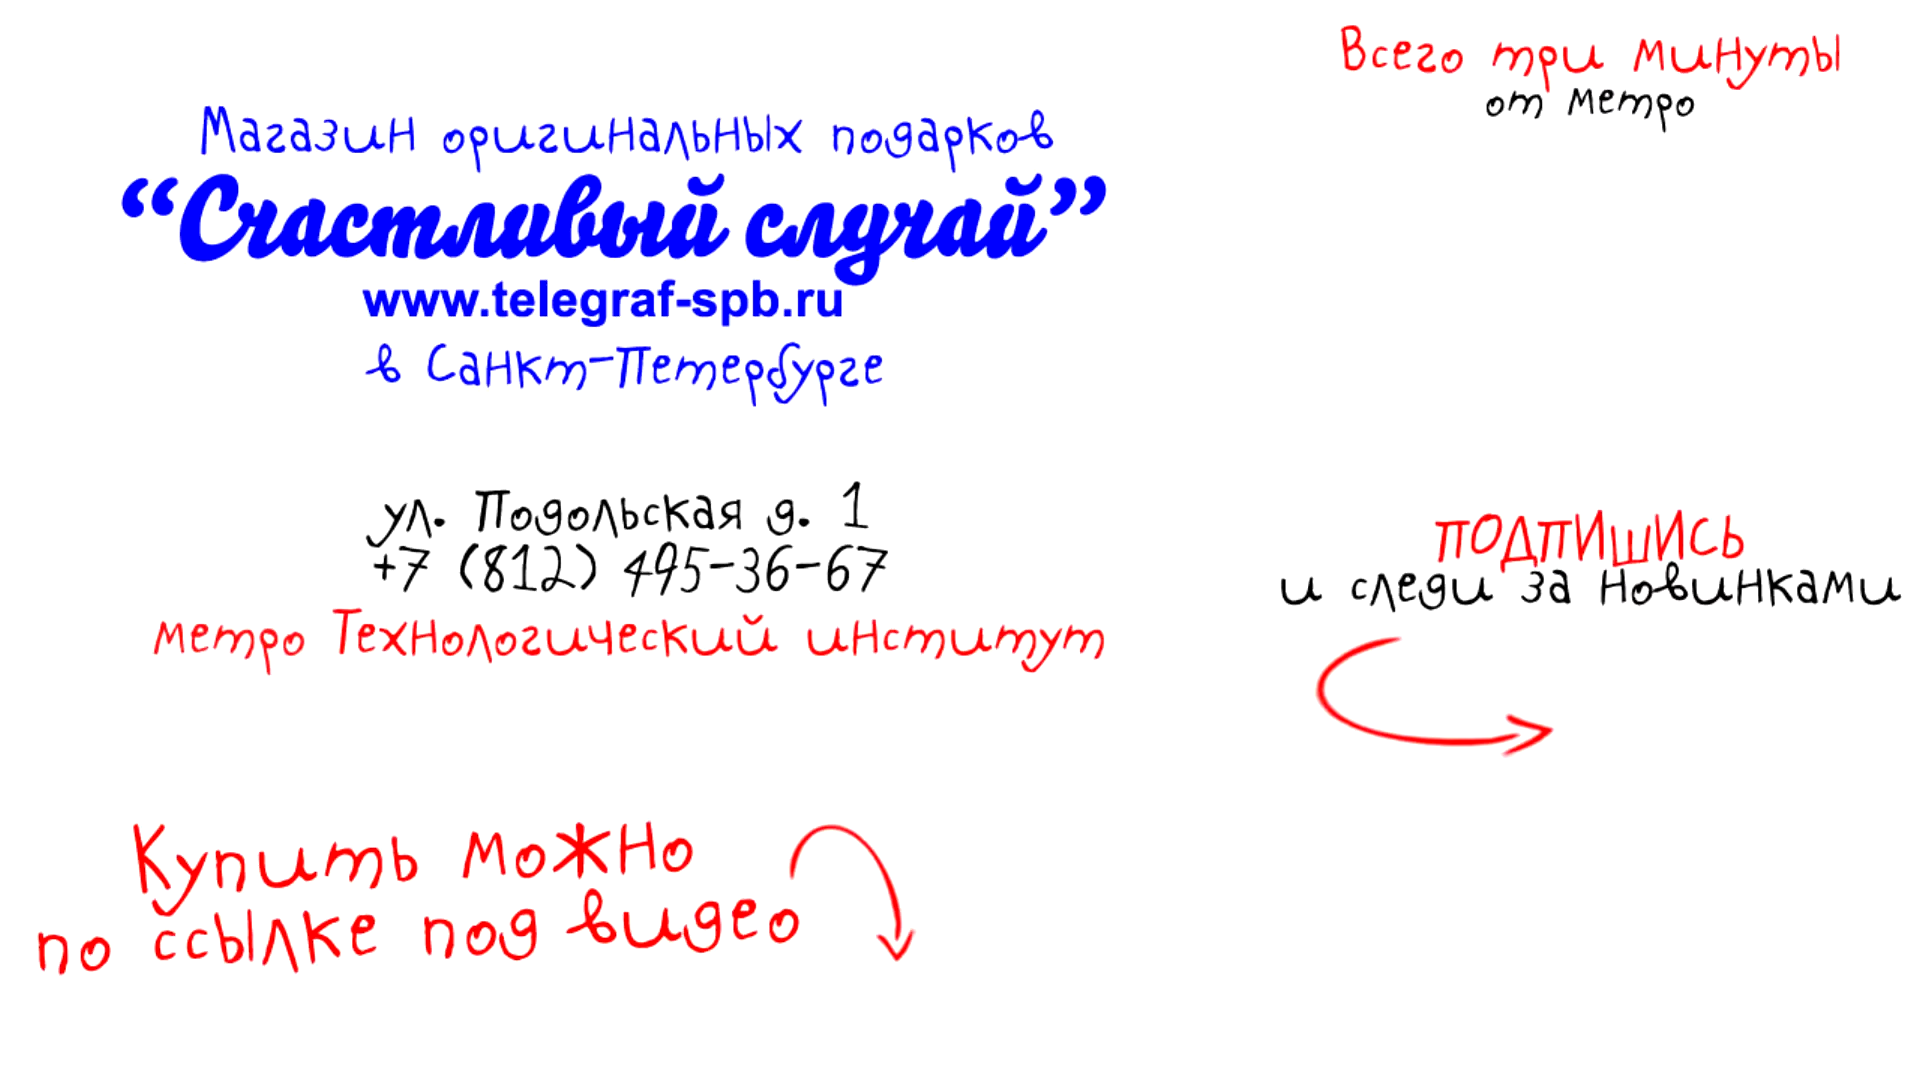 Магазин оригинальных подарков
“Счастливый случай”
www.telegraf-spb.ru
в Санкт-Петербурге
ул. Подольская д. 1
+7 (812) 495-36-67
метро Технологический институт
Купить можно
по ссылке под видео
Всего три минуты
от метро
ПОДПИШИСЬ
и следи за новинками